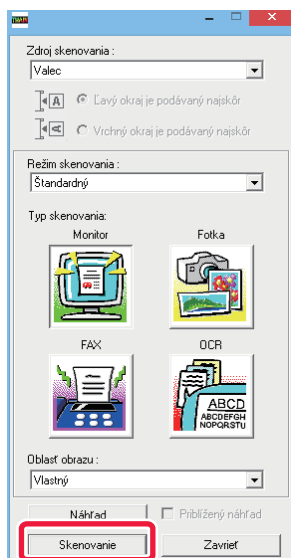 Zdroj skenovania :
Valec
A
Ľavý okraj je podávaný najskôr
A
Vrchný okraj je podávaný najskôr
Režim skenovania :
Štandardný
Typ skenovania:
Monitor Fotka
FAX OCR
ABCD
ABCDEFGH
NOPQRSTU
Oblasť obrazu :
Vlastný
Náhľad Priblížený náhľad
Skenovanie Zavrieť